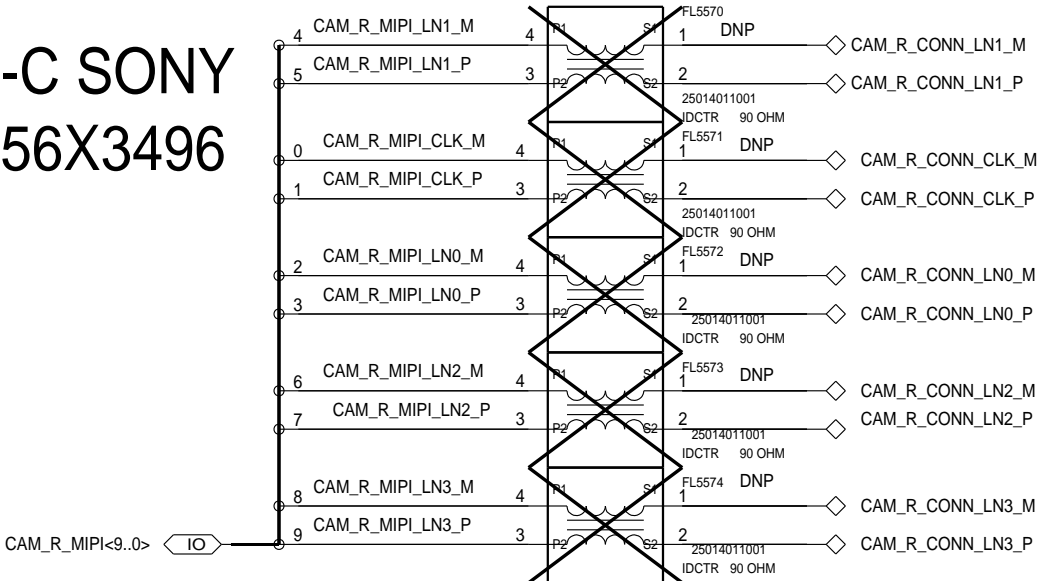 -C SONY
56X3496
FL5570
4 CAM_R_MIPI_LN1_M 4 P1 S1 1 DNP CAM_R_CONN_LN1_M
5 CAM_R_MIPI_LN1_P 3 P2 S2 2 CAM_R_CONN_LN1_P
25014011001
IDCTR 90 OHM
FL5571
0 CAM_R_MIPI_CLK_M 4 P1 S1 1 DNP CAM_R_CONN_CLK_M
1 CAM_R_MIPI_CLK_P 3 P2 S2 2 CAM_R_CONN_CLK_P
25014011001
IDCTR 90 OHM
FL5572
2 CAM_R_MIPI_LN0_M 4 P1 S1 1 DNP CAM_R_CONN_LN0_M
3 CAM_R_MIPI_LN0_P 3 P2 S2 2 CAM_R_CONN_LN0_P
25014011001
IDCTR 90 OHM
FL5573
6 CAM_R_MIPI_LN2_M 4 P1 S1 1 DNP CAM_R_CONN_LN2_M
7 CAM_R_MIPI_LN2_P 3 P2 S2 2 CAM_R_CONN_LN2_P
25014011001
IDCTR 90 OHM
FL5574
8 CAM_R_MIPI_LN3_M 4 P1 S1 1 DNP CAM_R_CONN_LN3_M
9 CAM_R_MIPI_LN3_P 3 P2 S2 2 CAM_R_CONN_LN3_P
CAM_R_MIPI<9..0> IO
25014011001
IDCTR 90 OHM